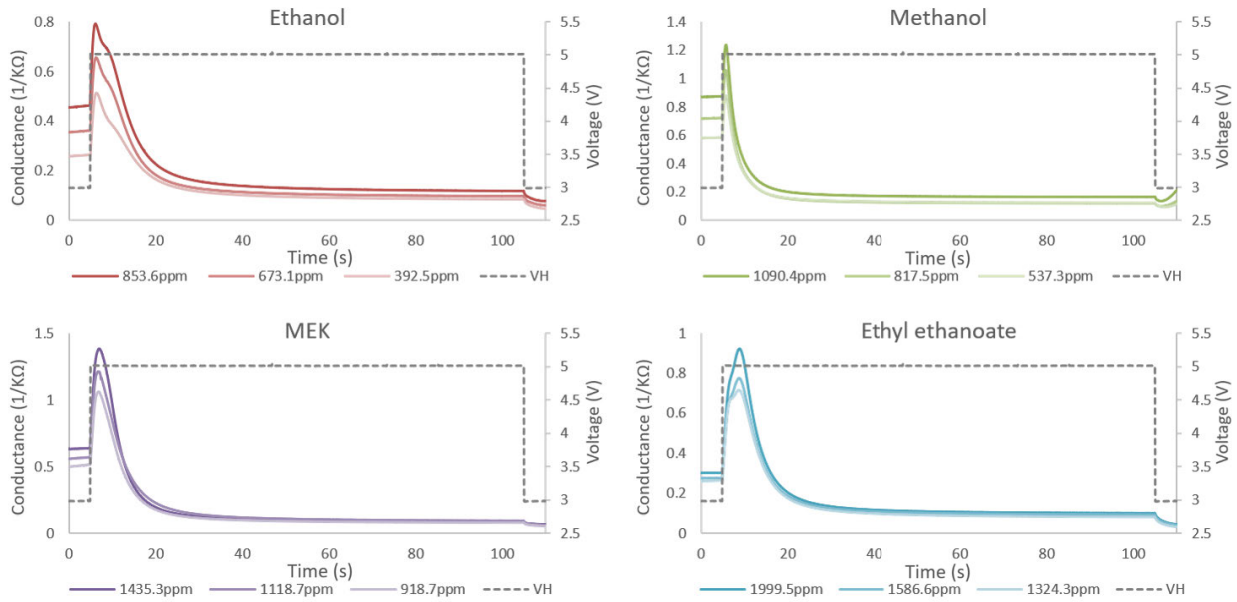 Ethanol
Conductance (1/KΩ)
0.8
0.6
0.4
0.2
0
5.5
5
4.5
4
3.5
3
2.5
Voltage (V)
0 20 40 60 80 100
Time (s)
853.6ppm 673.1ppm 392.5ppm VH
Methanol
Conductance (1/KΩ)
1.4
1.2
1
0.8
0.6
0.4
0.2
0
5.5
5
4.5
4
3.5
3
2.5
Voltage (V)
0 20 40 60 80 100
Time (s)
1090.4ppm 817.5ppm 537.3ppm VH
MEK
Conductance (1/KΩ)
1.5
1
0.5
0
5.5
5
4.5
4
3.5
3
2.5
Voltage (V)
0 20 40 60 80 100
Time (s)
1435.3ppm 1118.7ppm 918.7ppm VH
Ethyl ethanoate
Conductance (1/KΩ)
1
0.8
0.6
0.4
0.2
0
5.5
5
4.5
4
3.5
3
2.5
Voltage (V)
0 20 40 60 80 100
Time (s)
1999.5ppm 1586.6ppm 1324.3ppm VH